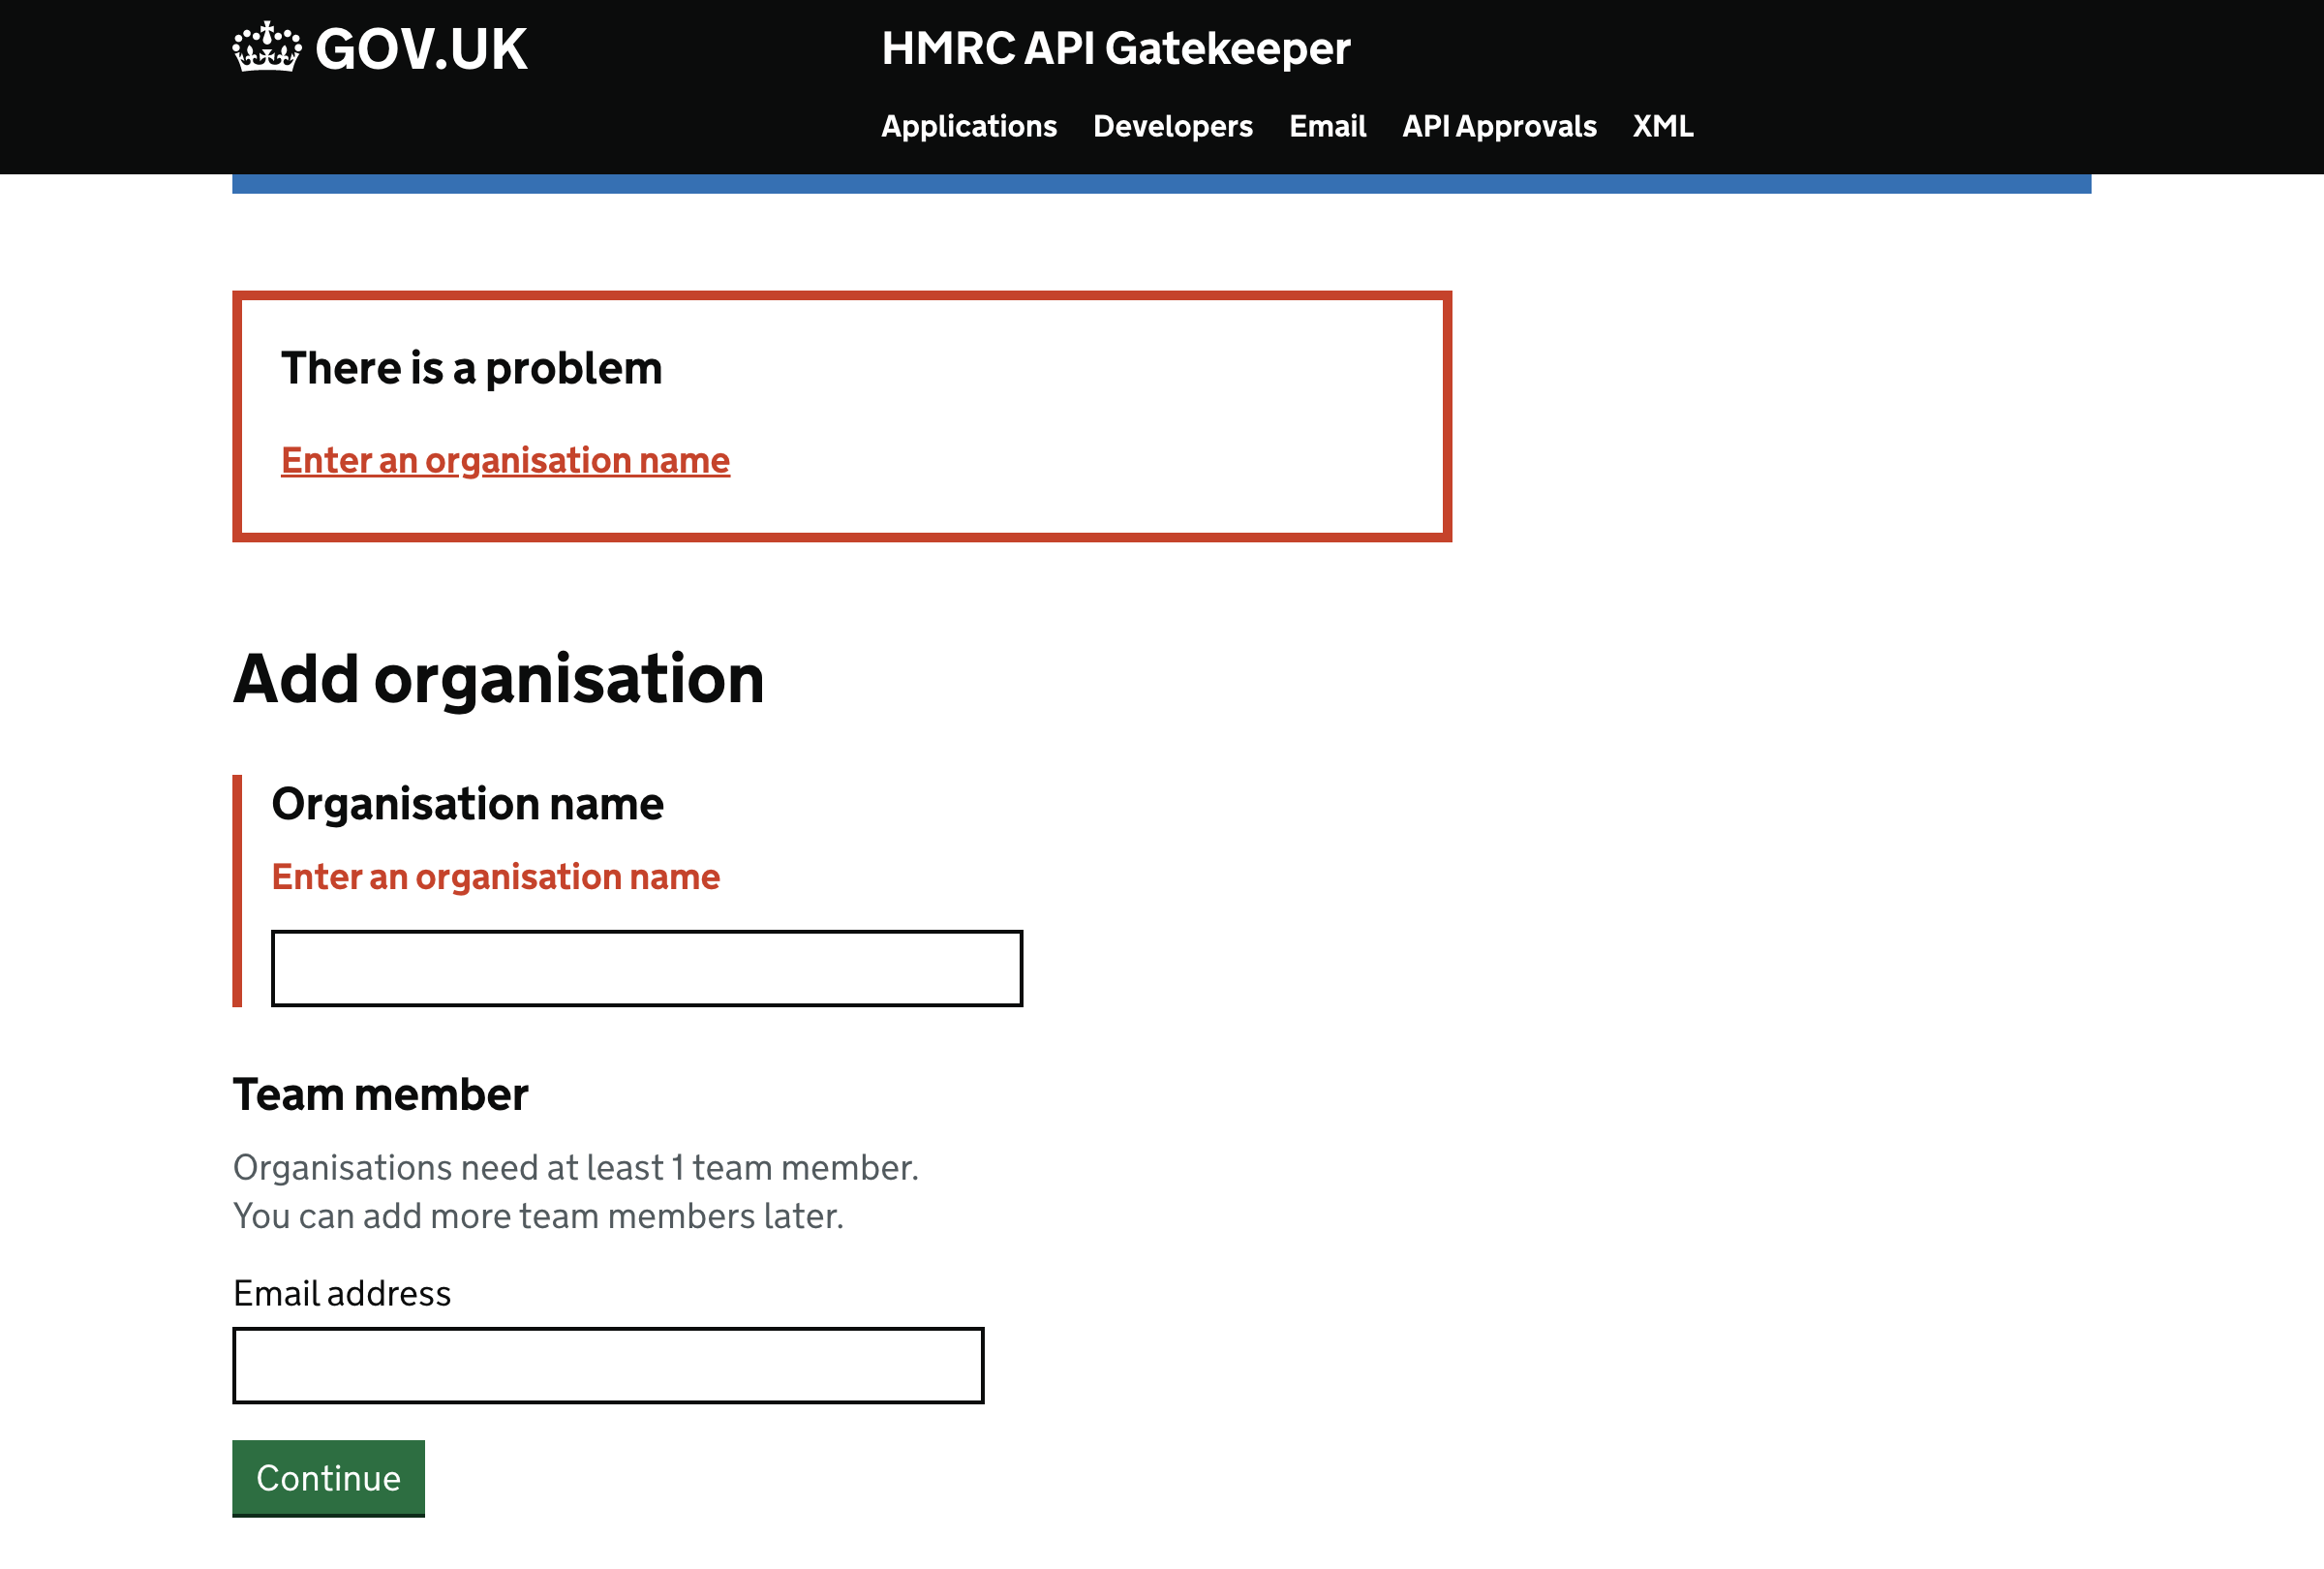 GOV.UK
HMRC API Gatekeeper
Applications Developers Email API Approvals XML
There is a problem
Enter an organisation name
Add organisation
Organisation name
Enter an organisation name
Team member
Organisations need at least 1 team member.
You can add more team members later.
Email address
Continue